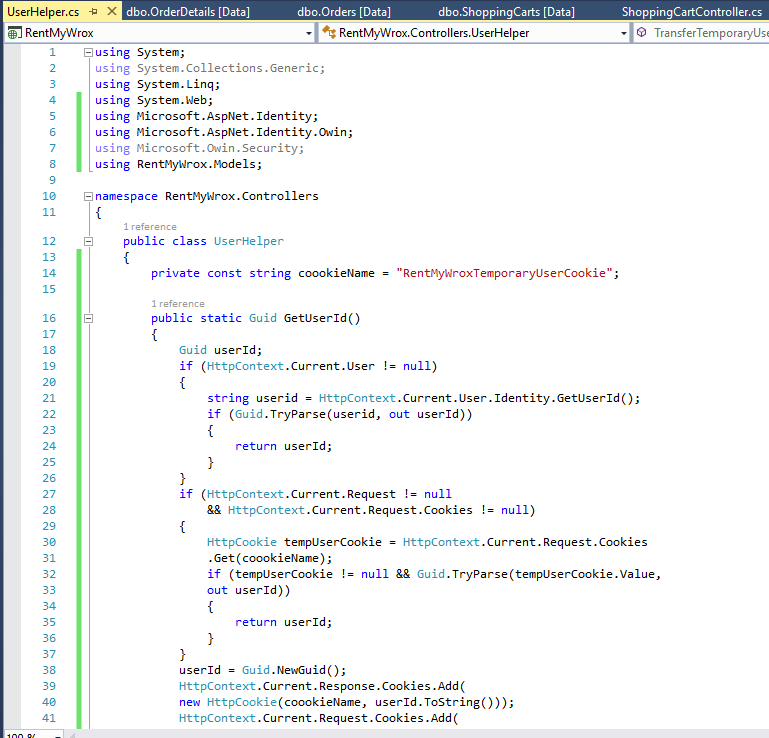 UserHelper.cs dbo.OrderDetails [Data] dbo.Orders [Data] dbo.ShoppingCarts [Data] ShoppingCartController.cs
RentMyWrox RentMyWrox.Controllers.UserHelper TransferTemporaryUse
1 using System;
2 using System.Collections.Generic;
3 using System.Linq;
4 using System.Web;
5 using Microsoft.AspNet.Identity;
6 using Microsoft.AspNet.Identity.Owin;
7 using Microsoft.Owin.Security;
8 using RentMyWrox.Models;
9
10 namespace RentMyWrox.Controllers
11 {
1 reference
12 public class UserHelper
13 {
14 private const string coookieName = "RentMyWroxTemporaryUserCookie";
15
1 reference
16 public static Guid GetUserId()
17 {
18 Guid userId;
19 if (HttpContext.Current.User != null)
20 {
21 string userid = HttpContext.Current.User.Identity.GetUserId();
22 if (Guid.TryParse(userid, out userId))
23 {
24 return userId;
25 }
26 }
27 if (HttpContext.Current.Request != null
28 && HttpContext.Current.Request.Cookies != null)
29 {
30 HttpCookie tempUserCookie = HttpContext.Current.Request.Cookies
31 .Get(coookieName);
32 if (tempUserCookie != null && Guid.TryParse(tempUserCookie.Value,
33 out userId))
34 {
35 return userId;
36 }
37 }
38 userId = Guid.NewGuid();
39 HttpContext.Current.Response.Cookies.Add(
40 new HttpCookie(coookieName, userId.ToString()));
41 HttpContext.Current.Request.Cookies.Add(
100 %